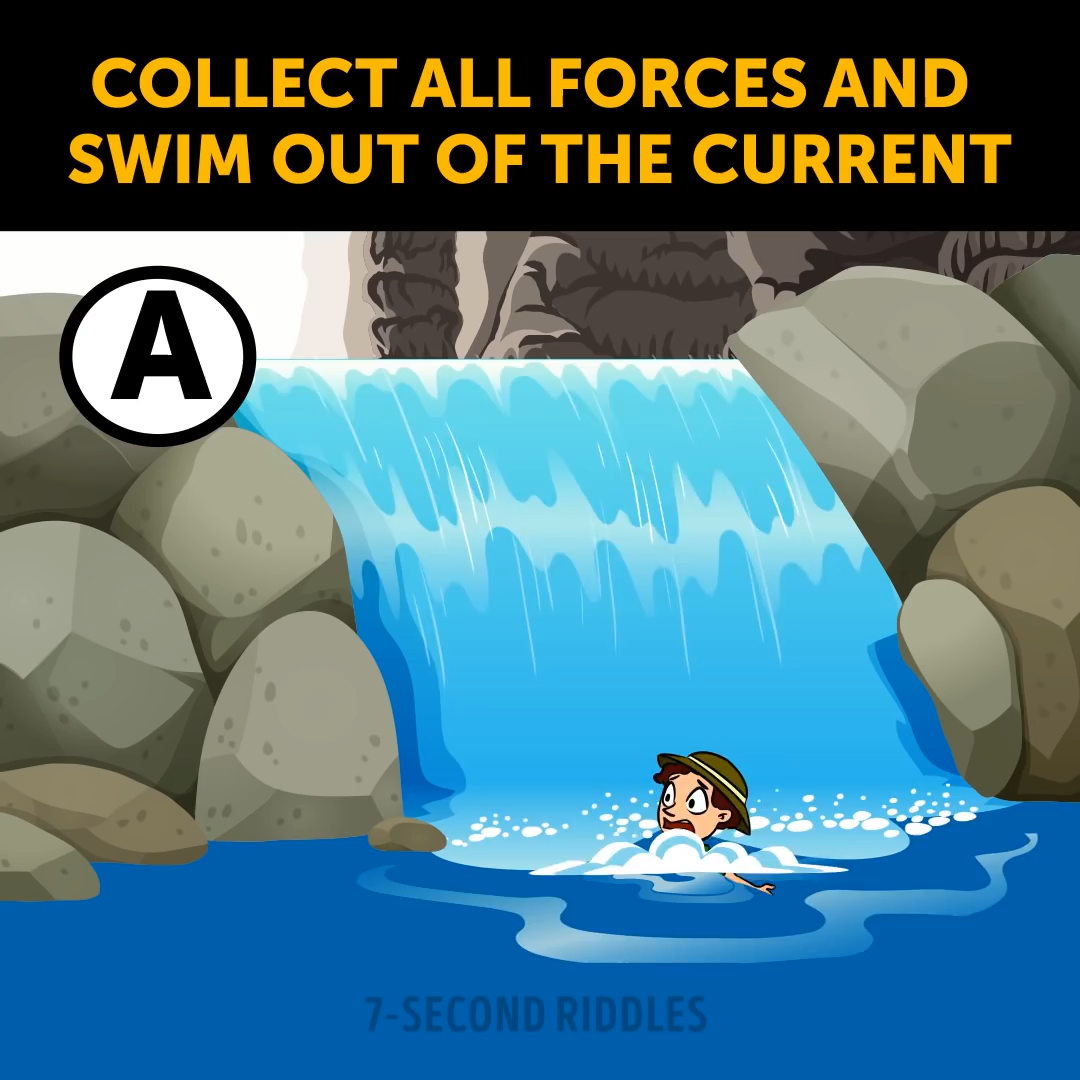 COLLECT ALL FORCES AND
SWIM OUT OF THE CURRENT
A
7-SECOND RIDDLES